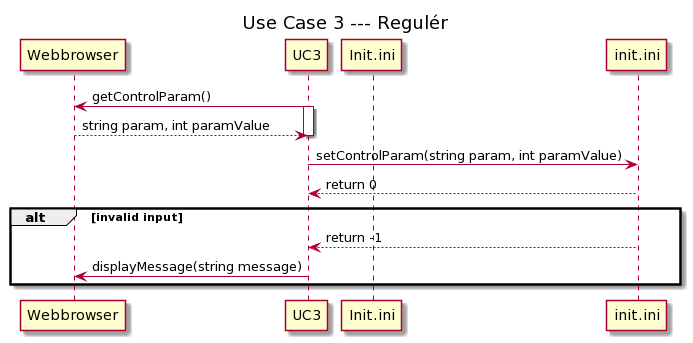 Use Case 3 --- Regulér
Webbrowser UC3 Init.ini init.ini
getControlParam()
string param, int paramValue
setControlParam(string param, int paramValue)
return 0
alt [invalid input]
return -1
displayMessage(string message)
Webbrowser UC3 Init.ini init.ini